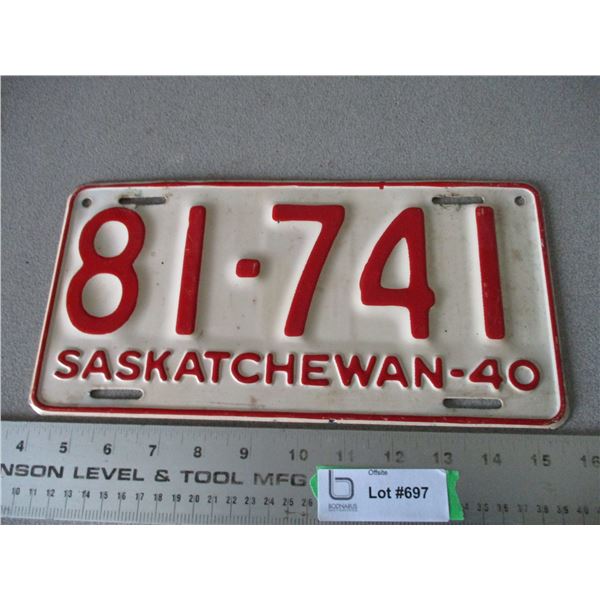 81·741
SASKATCHEWAN-40
4 5 6 7 8 9 10 11 12 13 14 15 16
NSON LEVEL & TOOL MFG
Offsite
Lot #697
b
BODNARUS